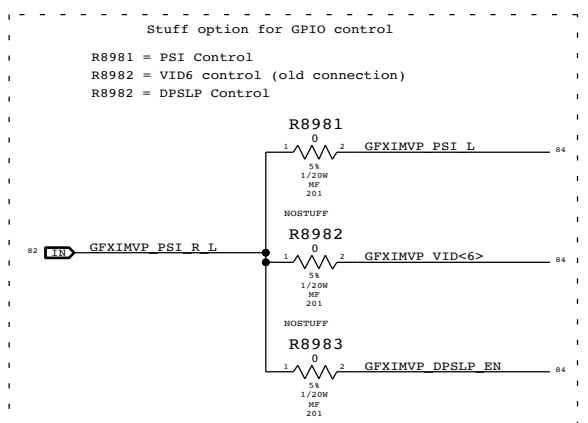 Stuff option for GPIO control
R8981 = PSI Control
R8982 = VID6 control (old connection)
R8982 = DPSLP Control
R8981
0
1 2 GFXIMVP_PSI_L 84
5%
1/20W
MF
201
NOSTUFF
R8982
0
82 IN GFXIMVP_PSI_R_L
1 2 GFXIMVP_VID<6> 84
5%
1/20W
MF
201
NOSTUFF
R8983
0
1 2 GFXIMVP_DPSLP_EN 84
5%
1/20W
MF
201